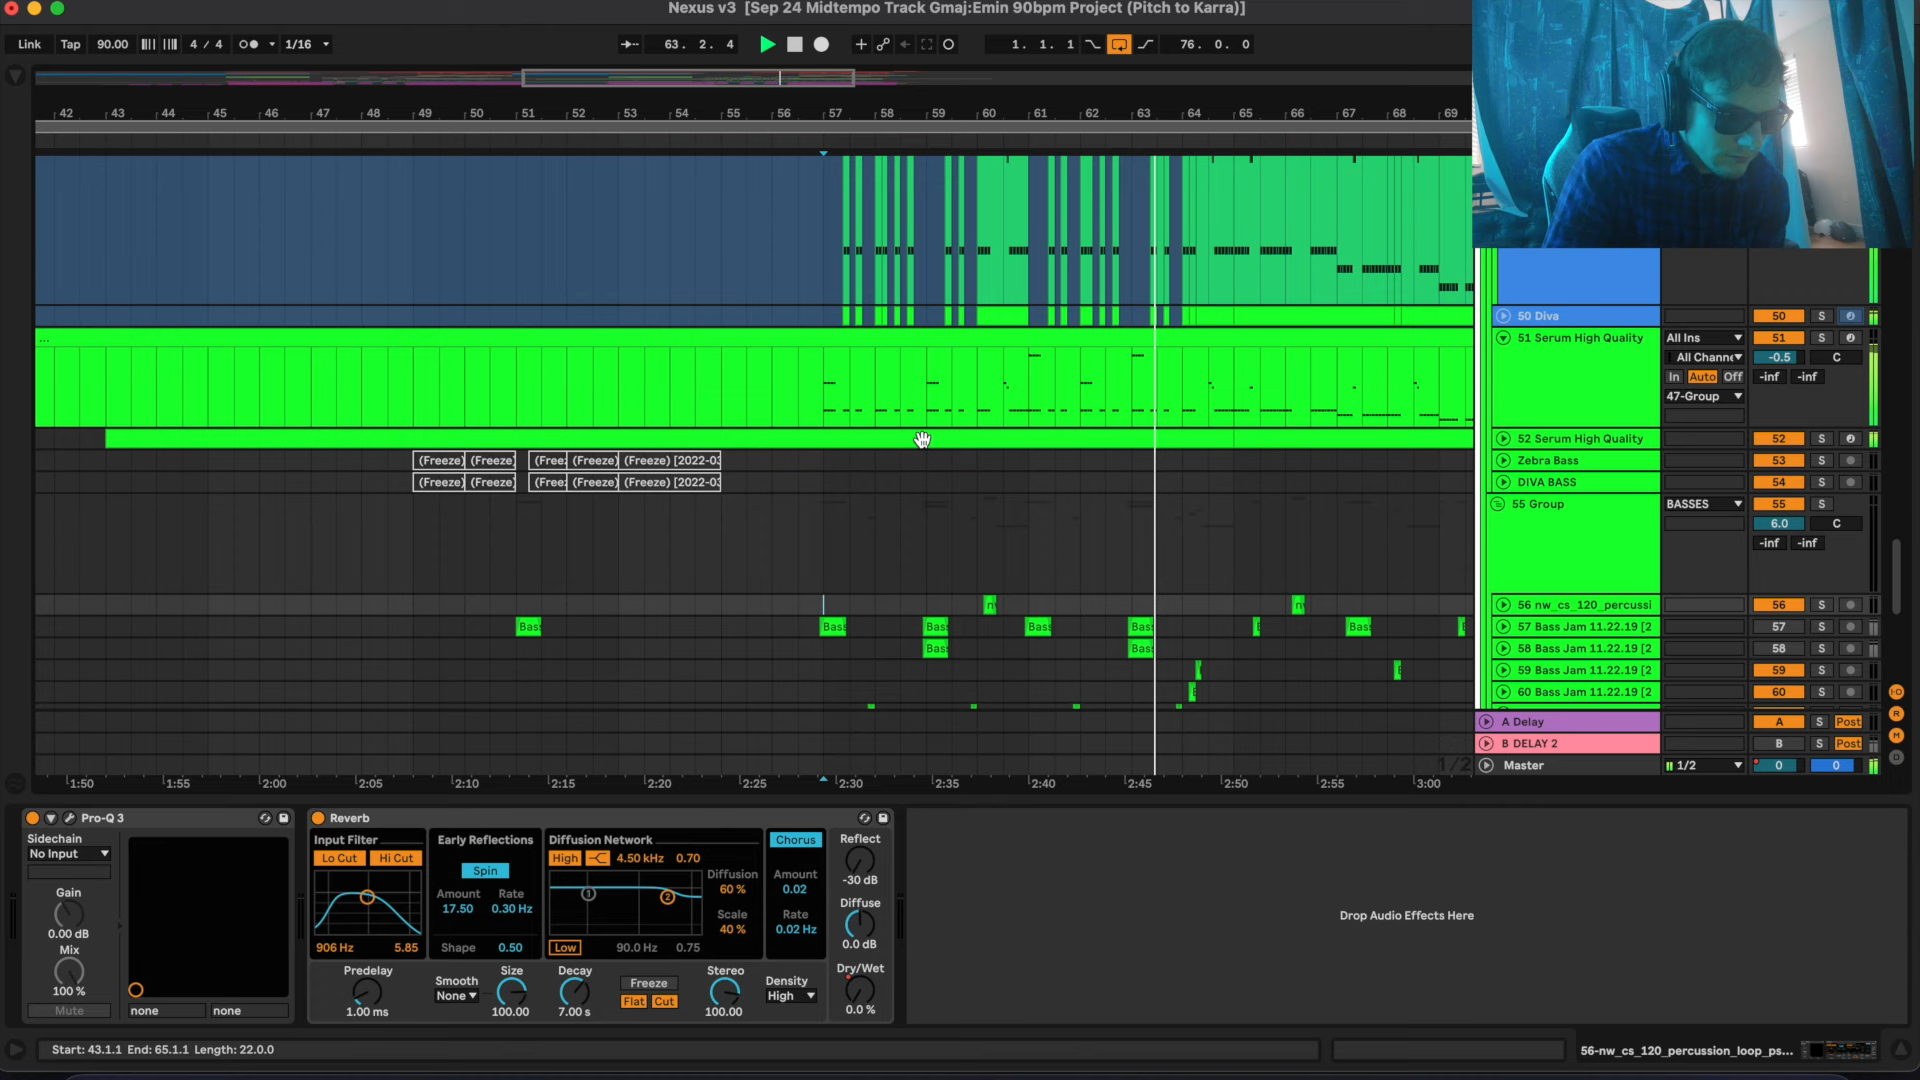 Nexus v3 [Sep 24 Midtempo Track Gmaj:Emin 90bpm Project (Pitch to Karra)]
Link Tap 90.00 4 / 4 1/16 63. 2. 4 1. 1. 1 76. 0. 0
42 43 44 45 46 47 48 49 50 51 52 53 54 55 56 57 58 59 60 61 62 63 64 65 66 67 68 69
50 Diva 50 S
... 51 Serum High Quality All Ins 51 S
All Channe -0.5 C
In Auto Off -inf -inf
47-Group
52 Serum High Quality 52 S
(Freeze) (Freeze) (Free (Freeze) (Freeze) [2022-03 Zebra Bass 53 S
(Freeze) (Freeze) (Free (Freeze) (Freeze) [2022-03 DIVA BASS 54 S
55 Group BASSES 55 S
6.0 C
-inf -inf
56 nw_cs_120_percussi 56 S
Bas Bas Bas Bas Bas Bas 57 Bass Jam 11.22.19 [2 57 S
Bas Bas 58 Bass Jam 11.22.19 [2 58 S
59 Bass Jam 11.22.19 [2 59 S
60 Bass Jam 11.22.19 [2 60 S
A Delay A S Post
B DELAY 2 B S Post
1/2 Master 1/2 0 0
1:50 1:55 2:00 2:05 2:10 2:15 2:20 2:25 2:30 2:35 2:40 2:45 2:50 2:55 3:00
Pro-Q 3
Sidechain
No Input
Gain
0.00 dB
Mix
100 %
Mute none none
Reverb
Input Filter Early Reflections Diffusion Network Chorus Reflect
Lo Cut Hi Cut High 4.50 kHz 0.70
Spin Diffusion Amount -30 dB
Amount Rate 1 2 60 % 0.02
17.50 0.30 Hz Diffuse
Scale Rate
40 % 0.02 Hz
906 Hz 5.85 Shape 0.50 Low 90.0 Hz 0.75 0.0 dB
Predelay Smooth Size Decay Freeze Stereo Density Dry/Wet
None Flat Cut High
1.00 ms 100.00 7.00 s 100.00 0.0 %
Drop Audio Effects Here
Start: 43.1.1 End: 65.1.1 Length: 22.0.0
56-nw_cs_120_percussion_loop_ps...